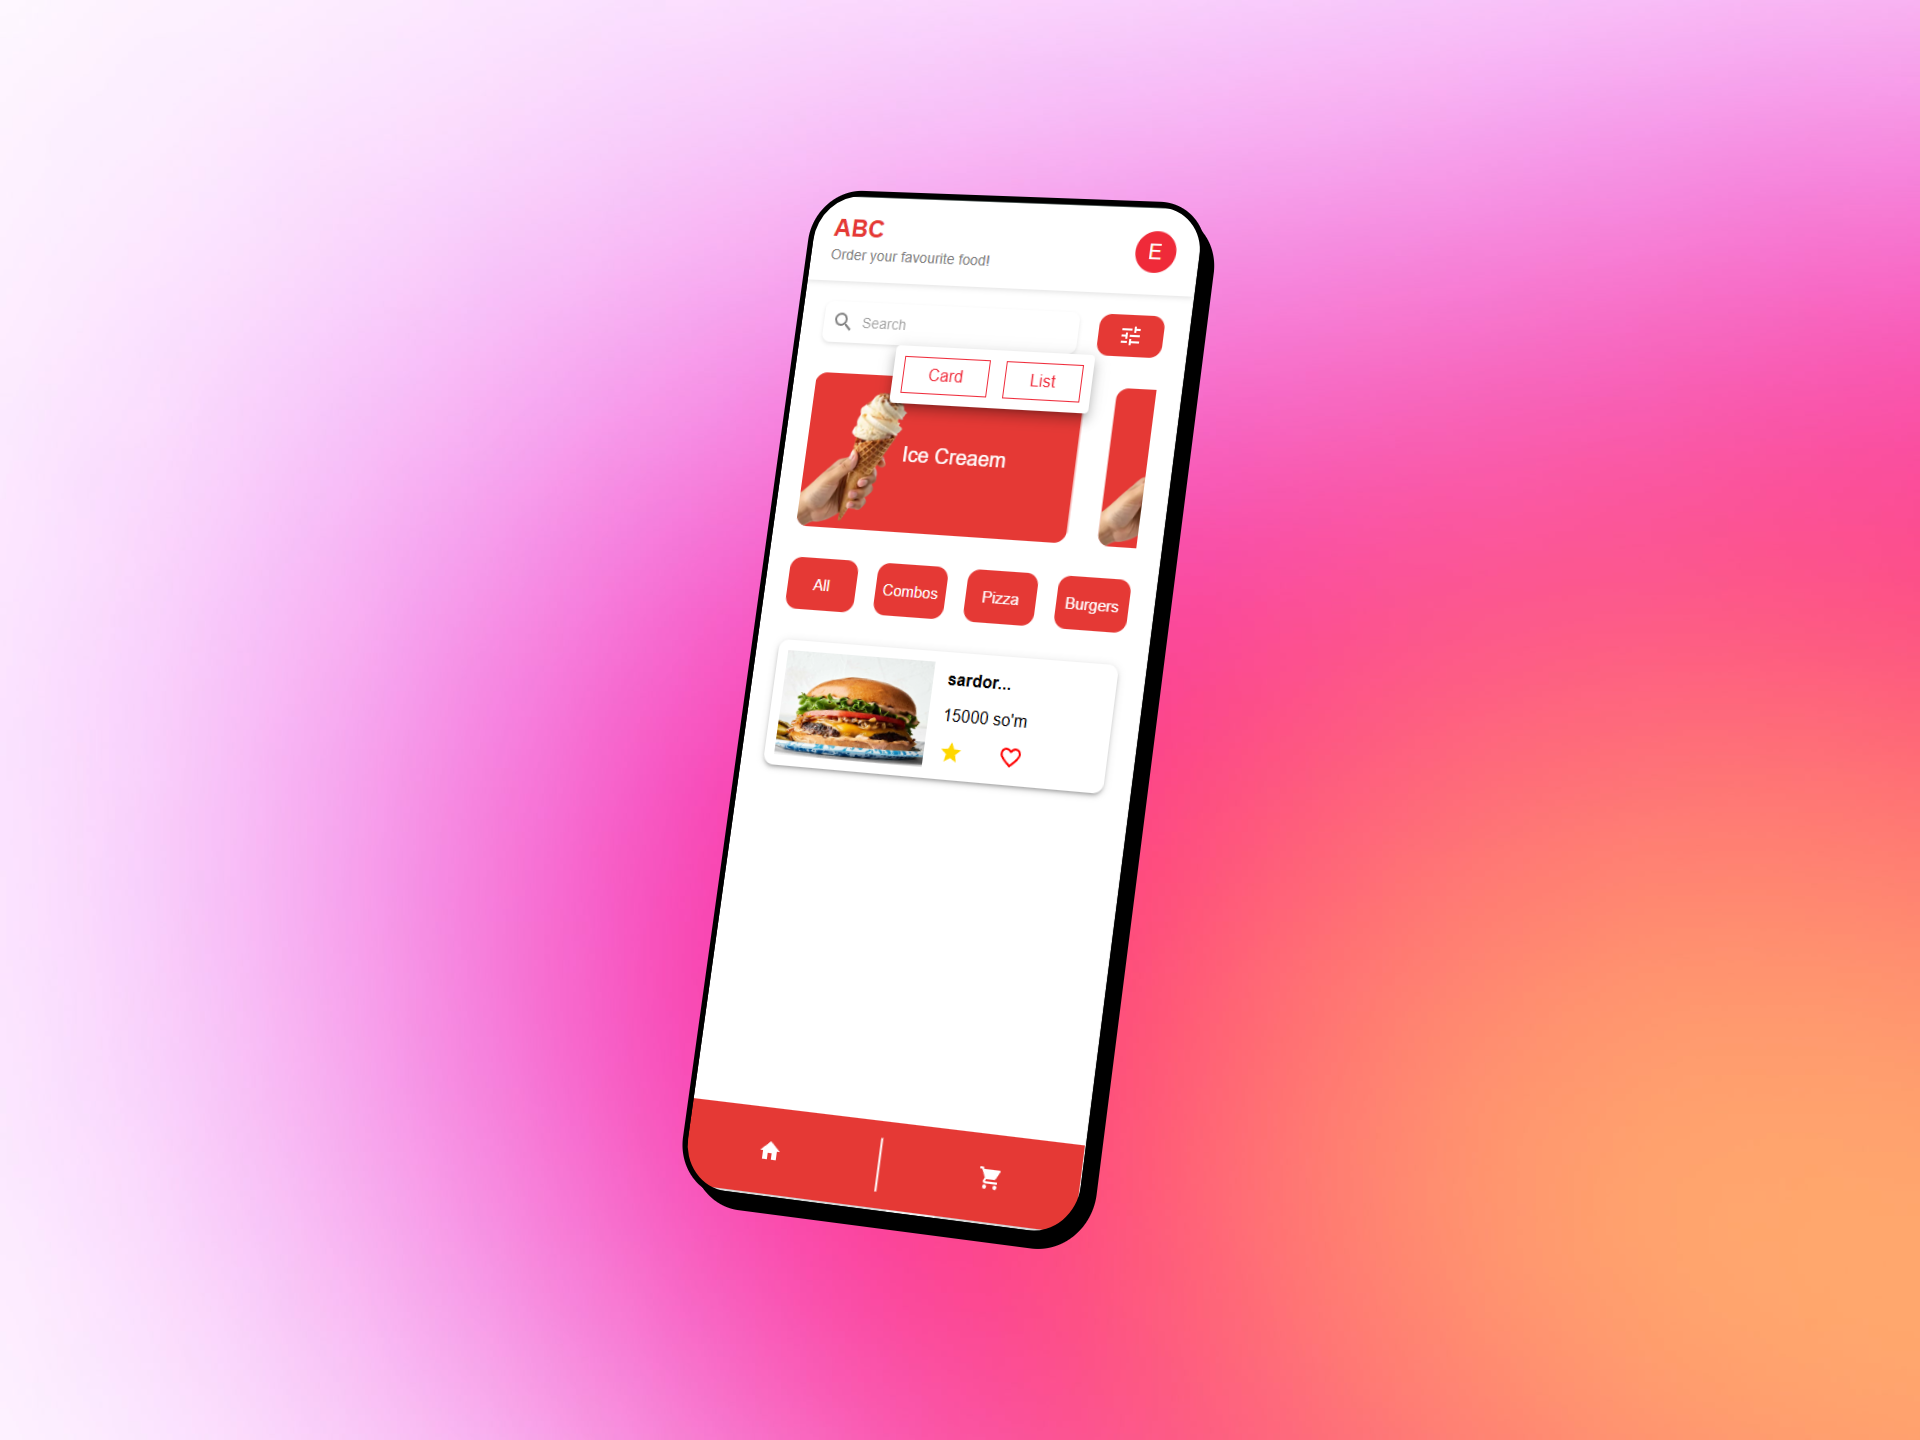 ABC
Order your favourite food!
E
Search
Card
List
Ice Creaem
All
Combos
Pizza
Burgers
sardor...
15000 so'm